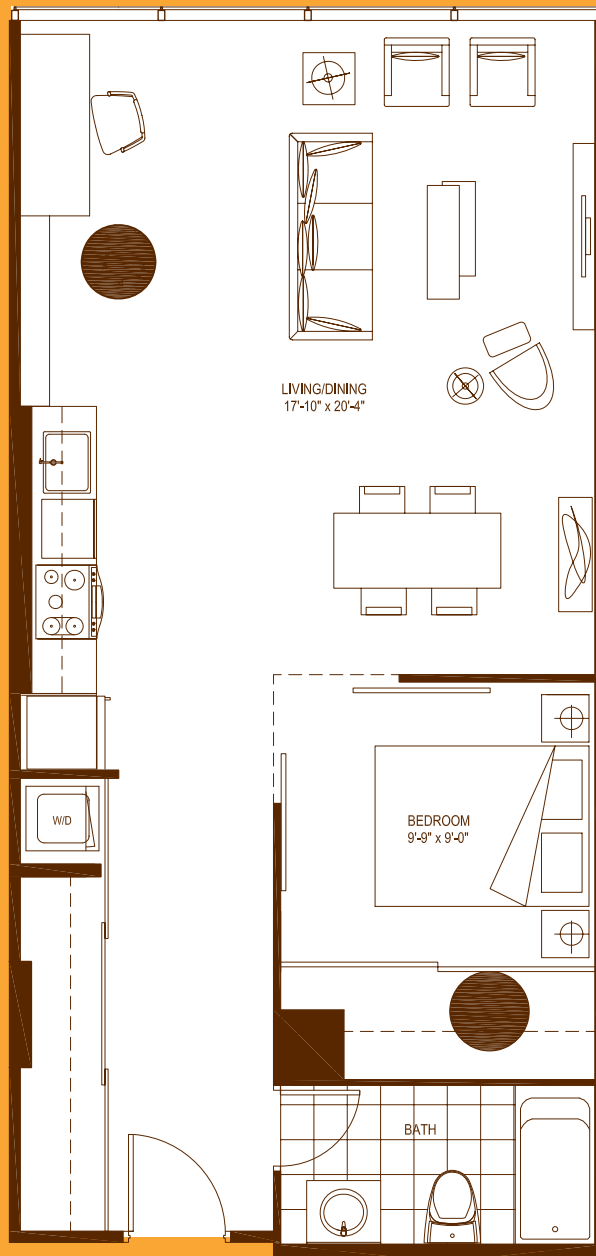 LIVING/DINING
17'-10" x 20'-4"
W/D
BEDROOM
9'-9" x 9'-0"
BATH